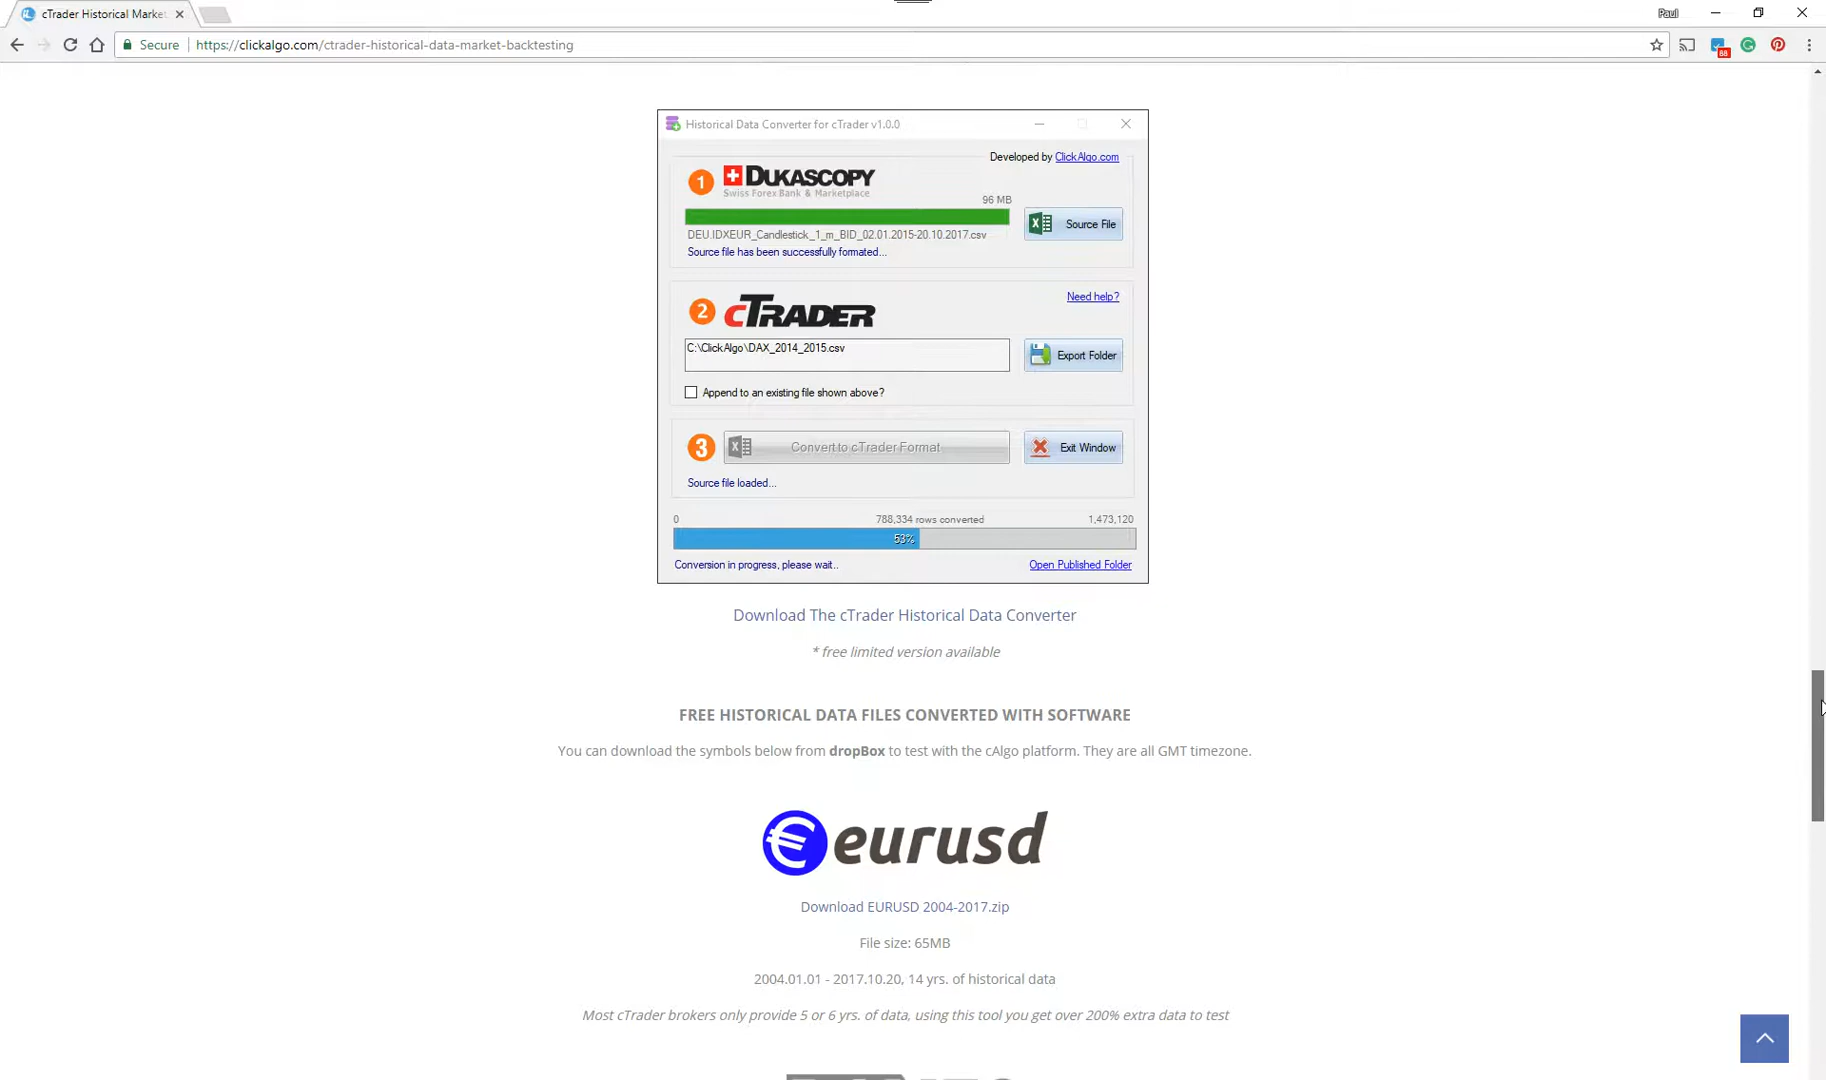 cTrader Historical Market
Paul
Secure
https://clickalgo.com/ctrader-historical-data-market-backtesting
88
Historical Data Converter for cTrader v1.0.0
Developed by ClickAlgo.com
1
DUKASCOPY
Swiss Forex Bank & Marketplace
96 MB
Source File
DEU.IDXEUR_Candlestick_1_m_BID_02.01.2015-20.10.2017.csv
Source file has been successfully formated...
Need help?
2
cTRADER
C:\ClickAlgo\DAX_2014_2015.csv
Export Folder
Append to an existing file shown above?
3
Convert to cTrader Format
Exit Window
Source file loaded...
0
788,334 rows converted
1,473,120
53%
Conversion in progress, please wait..
Open Published Folder
Download The cTrader Historical Data Converter
* free limited version available
FREE HISTORICAL DATA FILES CONVERTED WITH SOFTWARE
You can download the symbols below from dropBox to test with the cAlgo platform. They are all GMT timezone.
€ eurusd
Download EURUSD 2004-2017.zip
File size: 65MB
2004.01.01 - 2017.10.20, 14 yrs. of historical data
Most cTrader brokers only provide 5 or 6 yrs. of data, using this tool you get over 200% extra data to test